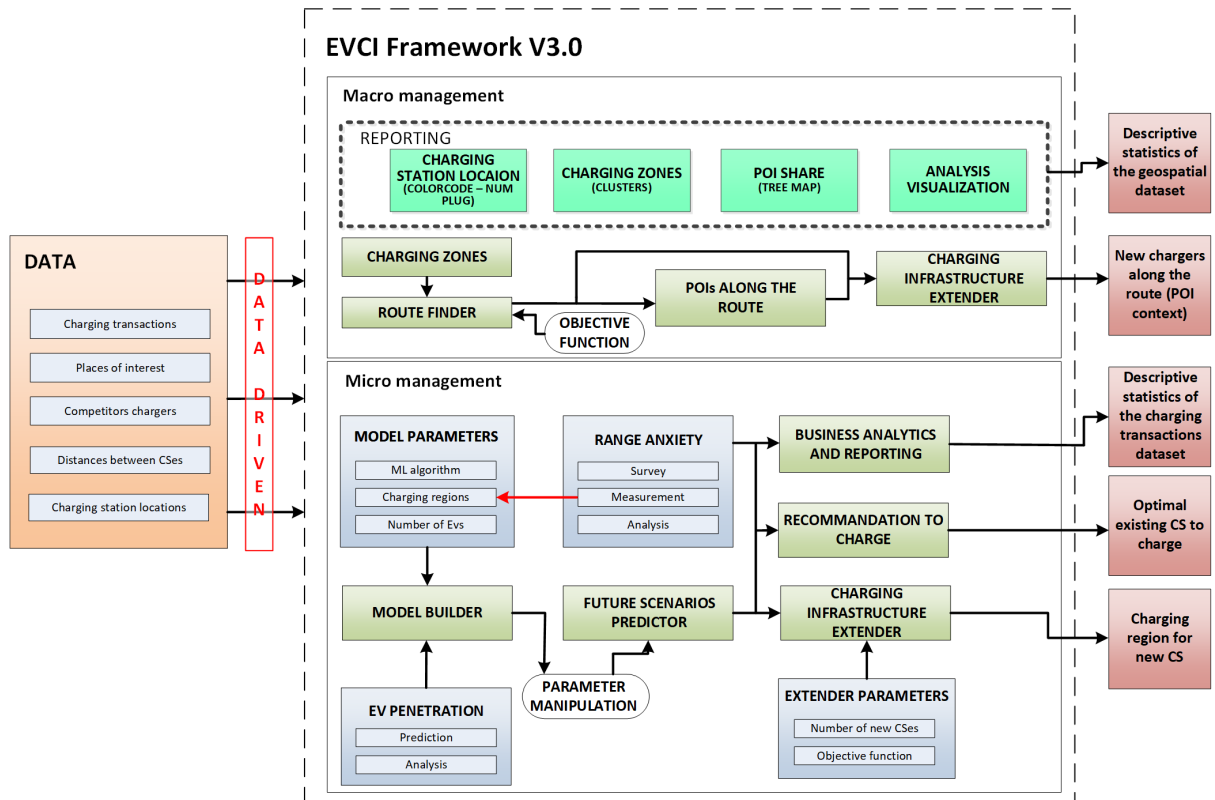 EVCI Framework V3.0
Macro management
REPORTING
CHARGING
STATION LOCAION
(COLORCODE – NUM
PLUG)
CHARGING ZONES
(CLUSTERS)
POI SHARE
(TREE MAP)
ANALYSIS
VISUALIZATION
Descriptive
statistics of
the geospatial
dataset
DATA
Charging transactions
Places of interest
Competitors chargers
Distances between CSes
Charging station locations
D
A
T
A
D
R
I
V
E
N
CHARGING ZONES
ROUTE FINDER
OBJECTIVE
FUNCTION
POIs ALONG THE
ROUTE
CHARGING
INFRASTRUCTURE
EXTENDER
New chargers
along the
route (POI
context)
Micro management
MODEL PARAMETERS
ML algorithm
Charging regions
Number of Evs
RANGE ANXIETY
Survey
Measurement
Analysis
BUSINESS ANALYTICS
AND REPORTING
Descriptive
statistics of
the charging
transactions
dataset
RECOMMANDATION TO
CHARGE
Optimal
existing CS to
charge
MODEL BUILDER
FUTURE SCENARIOS
PREDICTOR
CHARGING
INFRASTRUCTURE
EXTENDER
Charging
region for
new CS
PARAMETER
MANIPULATION
EV PENETRATION
Prediction
Analysis
EXTENDER PARAMETERS
Number of new CSes
Objective function